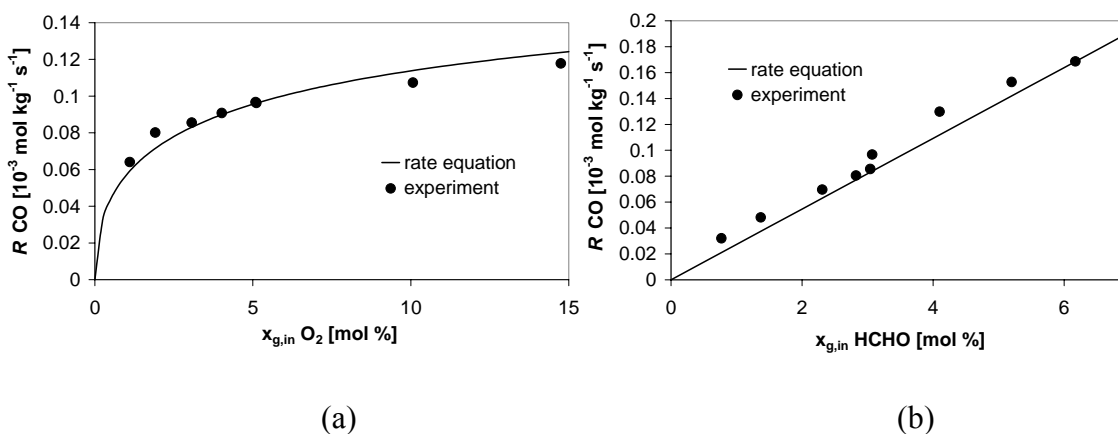 0.14
0.12
0.1
0.08
0.06
0.04
0.02
0
R CO [10⁻³ mol kg⁻¹ s⁻¹]
rate equation
experiment
0 5 10 15
x_g,in O₂ [mol %]
(a)
0.2
0.18
0.16
0.14
0.12
0.1
0.08
0.06
0.04
0.02
0
R CO [10⁻³ mol kg⁻¹ s⁻¹]
rate equation
experiment
0 2 4 6
x_g,in HCHO [mol %]
(b)